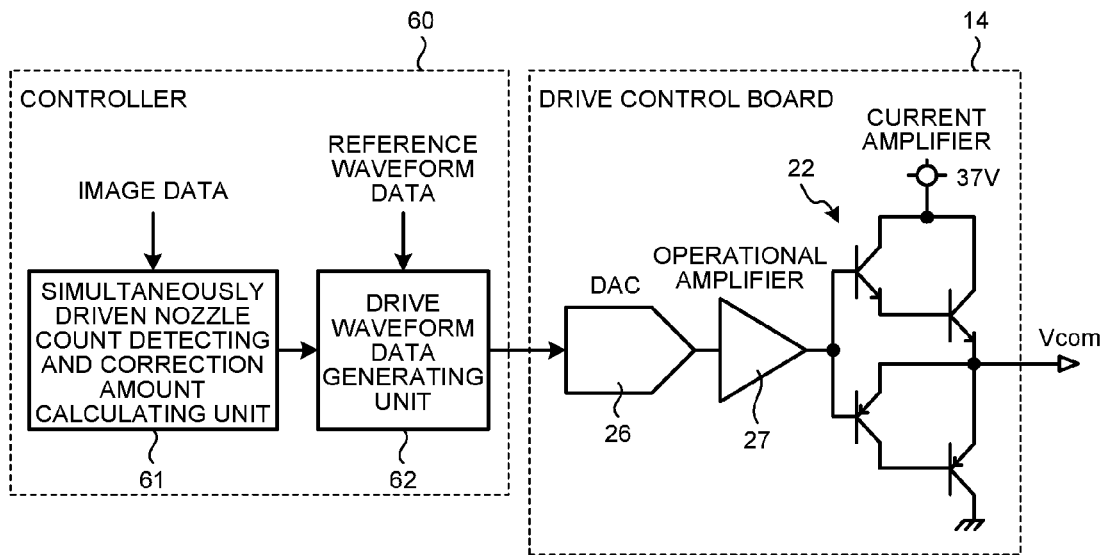 60
14
CONTROLLER
DRIVE CONTROL BOARD
IMAGE DATA
REFERENCE
WAVEFORM
DATA
CURRENT
AMPLIFIER
37V
22
SIMULTANEOUSLY
DRIVEN NOZZLE
COUNT DETECTING
AND CORRECTION
AMOUNT
CALCULATING UNIT
DRIVE
WAVEFORM
DATA
GENERATING
UNIT
DAC
OPERATIONAL
AMPLIFIER
Vcom
61
62
26
27